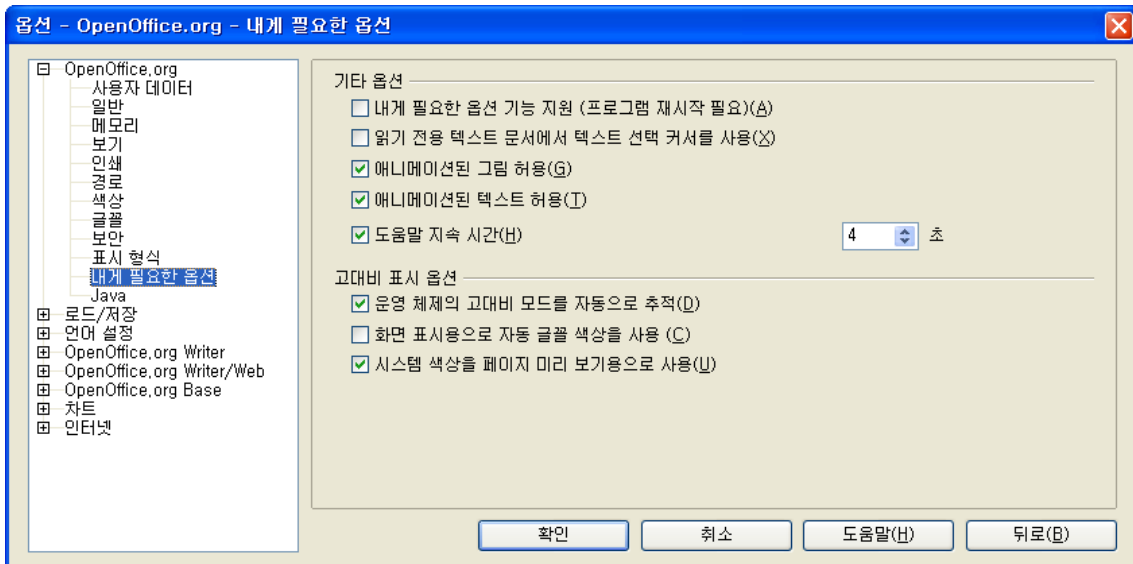 옵션 - OpenOffice.org - 내게 필요한 옵션
OpenOffice.org
사용자 데이터
일반
메모리
보기
인쇄
경로
색상
글꼴
보안
표시 형식
내게 필요한 옵션
Java
로드/저장
언어 설정
OpenOffice.org Writer
OpenOffice.org Writer/Web
OpenOffice.org Base
차트
인터넷
기타 옵션
내게 필요한 옵션 기능 지원 (프로그램 재시작 필요)(A)
읽기 전용 텍스트 문서에서 텍스트 선택 커서를 사용(X)
애니메이션된 그림 허용(G)
애니메이션된 텍스트 허용(T)
도움말 지속 시간(H) 4 초
고대비 표시 옵션
운영 체제의 고대비 모드를 자동으로 추적(D)
화면 표시용으로 자동 글꼴 색상을 사용 (C)
시스템 색상을 페이지 미리 보기용으로 사용(U)
확인 취소 도움말(H) 뒤로(B)